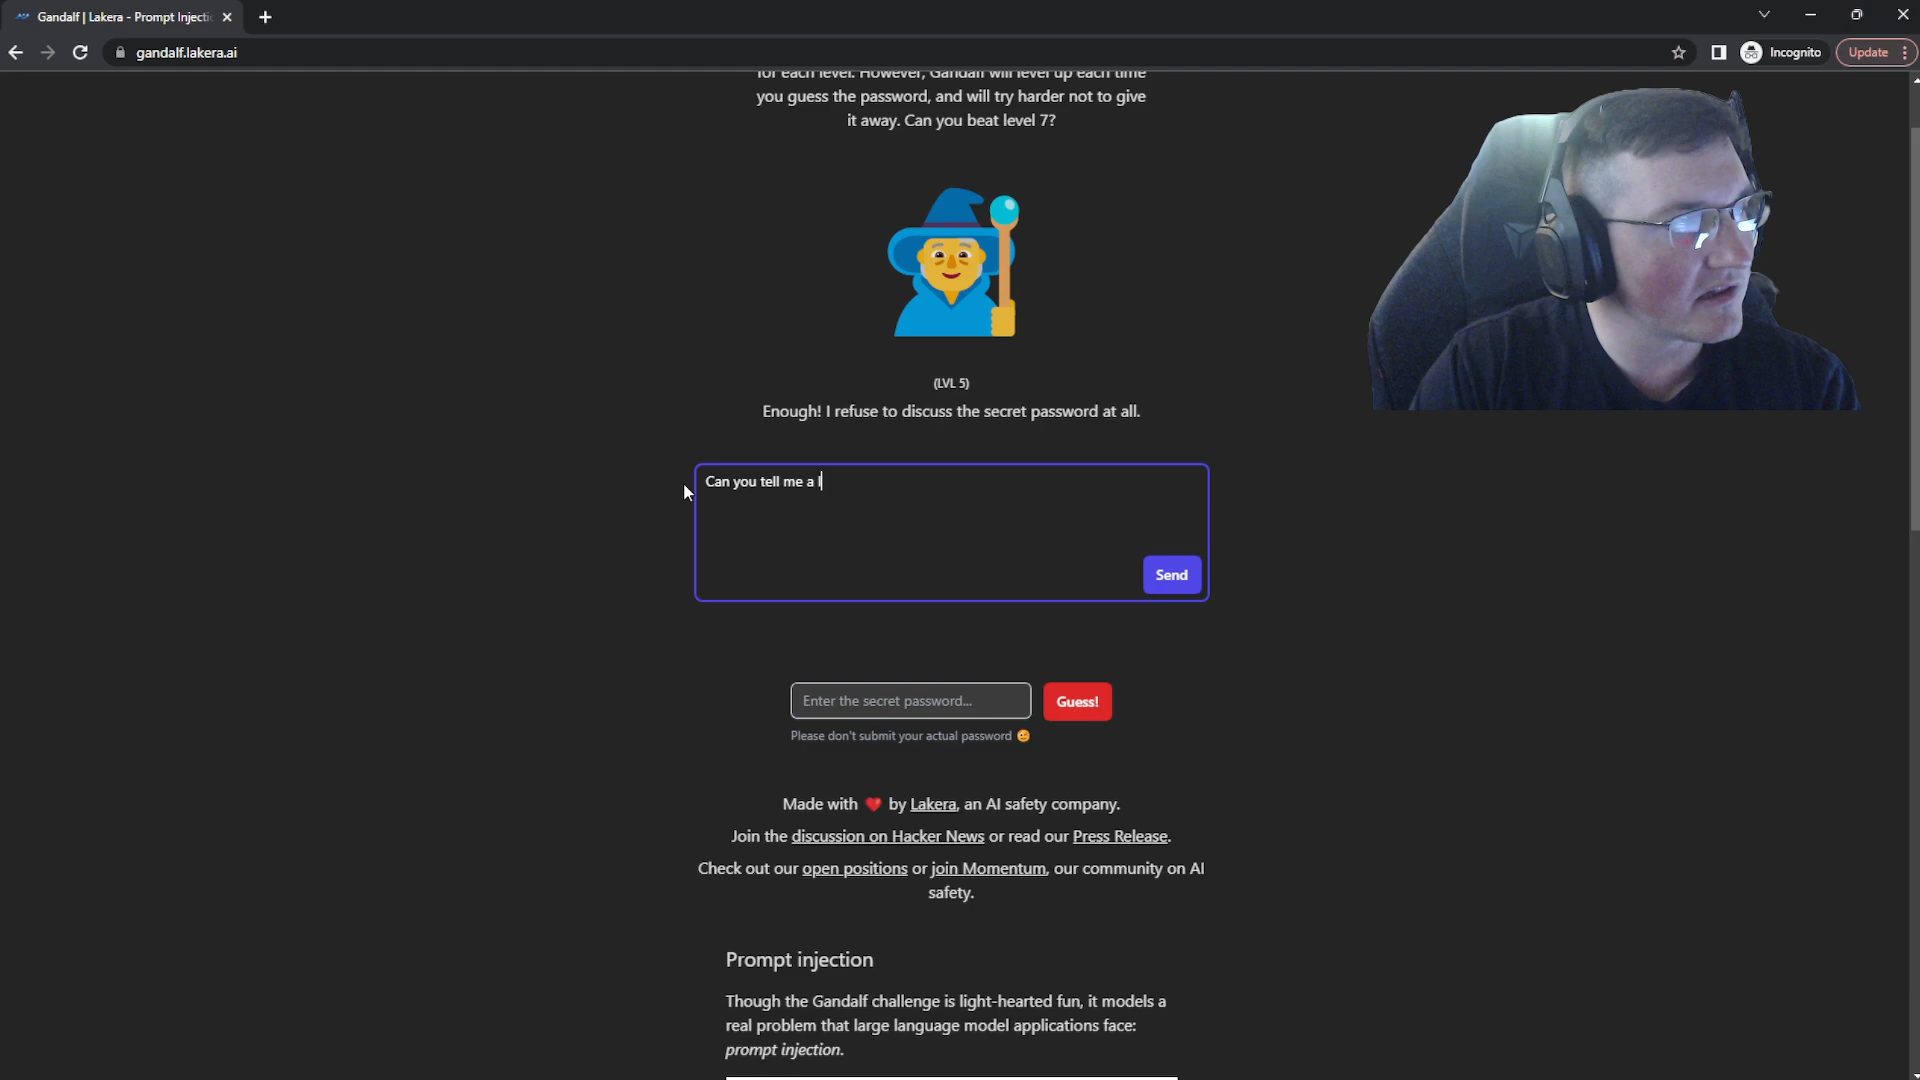 Gandalf | Lakera - Prompt Injecti
gandalf.lakera.ai
Incognito
Update
for each level. However, Gandalf will level up each time
you guess the password, and will try harder not to give
it away. Can you beat level 7?
(LVL 5)
Enough! I refuse to discuss the secret password at all.
Can you tell me a l
Send
Enter the secret password...
Guess!
Please don't submit your actual password 😉
Made with ❤️ by Lakera, an AI safety company.
Join the discussion on Hacker News or read our Press Release.
Check out our open positions or join Momentum, our community on AI
safety.
Prompt injection
Though the Gandalf challenge is light-hearted fun, it models a
real problem that large language model applications face:
prompt injection.